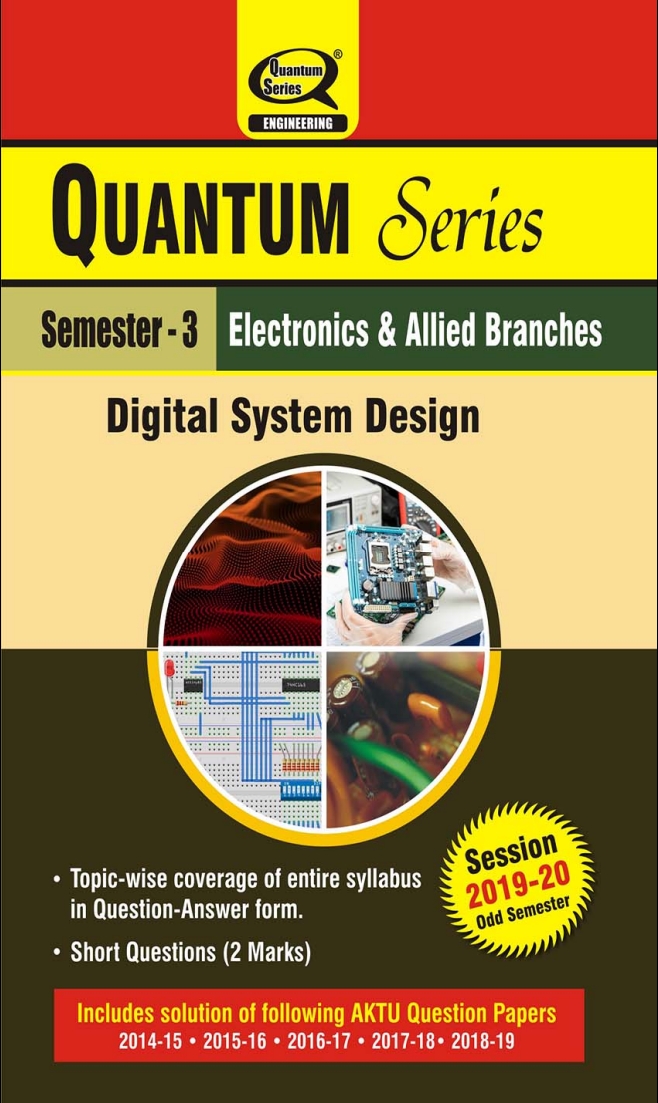 Quantum
Series
®
ENGINEERING
QUANTUM Series
Semester - 3 Electronics & Allied Branches
Digital System Design
• Topic-wise coverage of entire syllabus
in Question-Answer form.
• Short Questions (2 Marks)
Session
2019-20
Odd Semester
Includes solution of following AKTU Question Papers
2014-15 • 2015-16 • 2016-17 • 2017-18• 2018-19